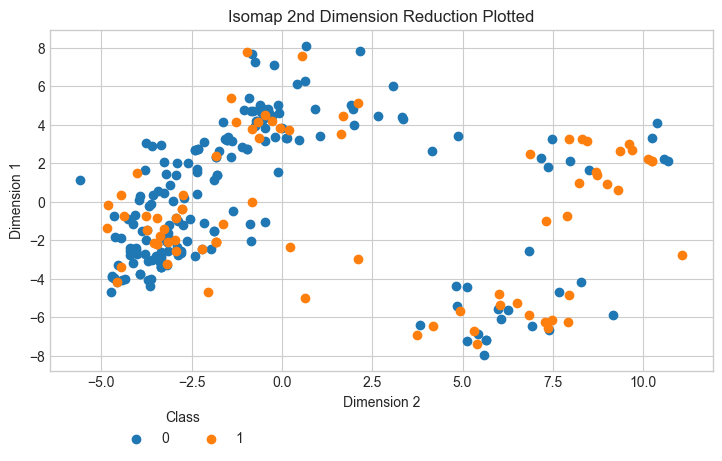 Isomap 2nd Dimension Reduction Plotted
Dimension 1
8
6
4
2
0
−2
−4
−6
−8
−5.0 −2.5 0.0 2.5 5.0 7.5 10.0
Dimension 2
Class
0 1